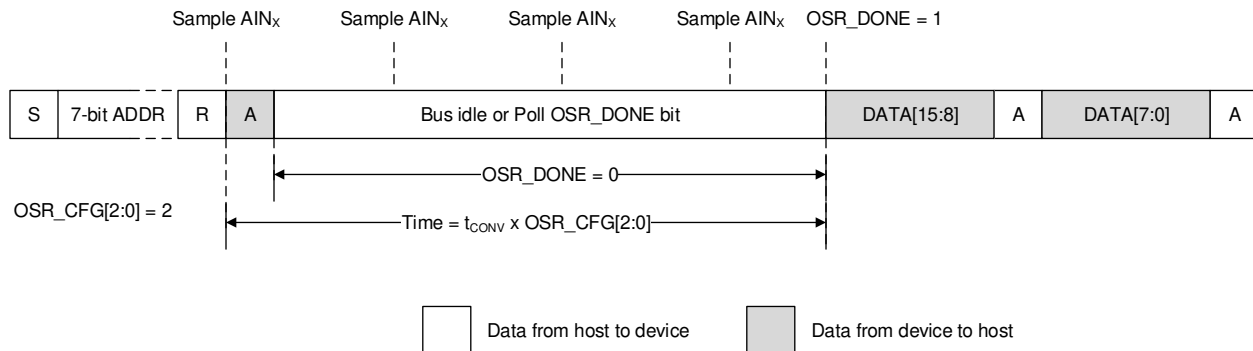 Sample AINX Sample AINX Sample AINX Sample AINX OSR_DONE = 1
S 7-bit ADDR R A Bus idle or Poll OSR_DONE bit DATA[15:8] A DATA[7:0] A
OSR_DONE = 0
OSR_CFG[2:0] = 2
Time = tCONV x OSR_CFG[2:0]
Data from host to device Data from device to host